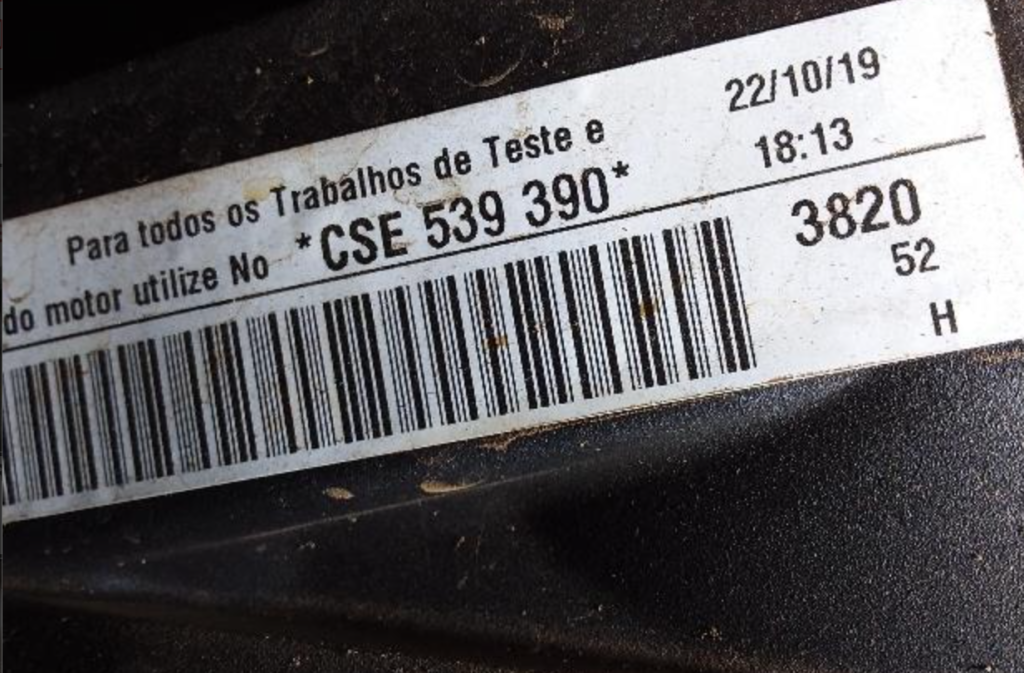 Para todos os Trabalhos de Teste e
do motor utilize No *CSE 539 390*
22/10/19
18:13
3820
52
H